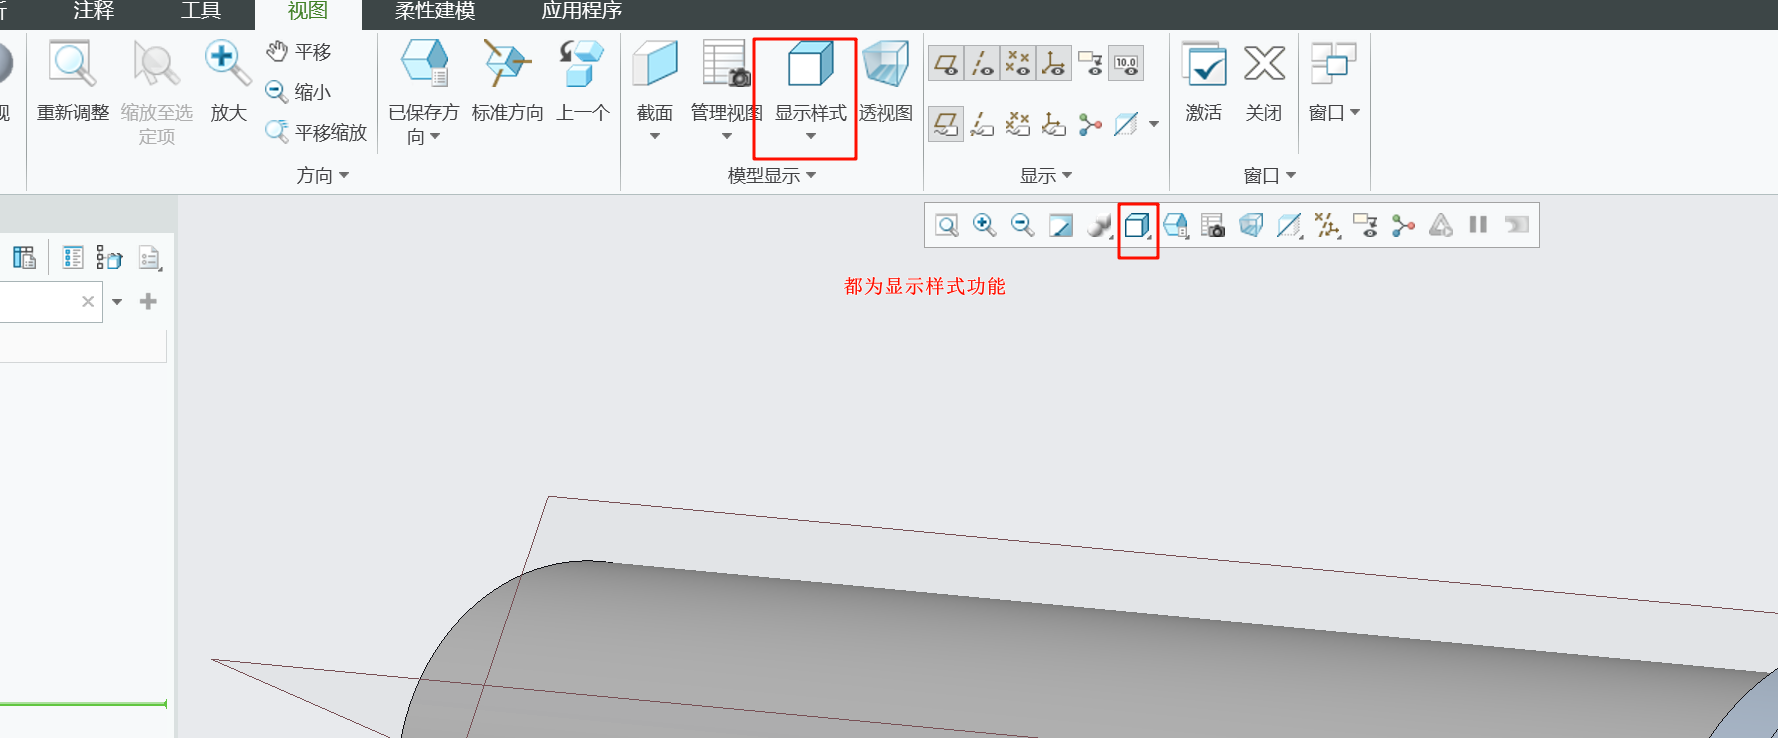 注释 工具 视图 柔性建模 应用程序
平移
缩小
平移缩放
重新调整 缩放至选定项 放大
已保存方向 标准方向 上一个
截面 管理视图 显示样式 透视图
10.0
激活 关闭 窗口
方向 模型显示 显示 窗口
都为显示样式功能